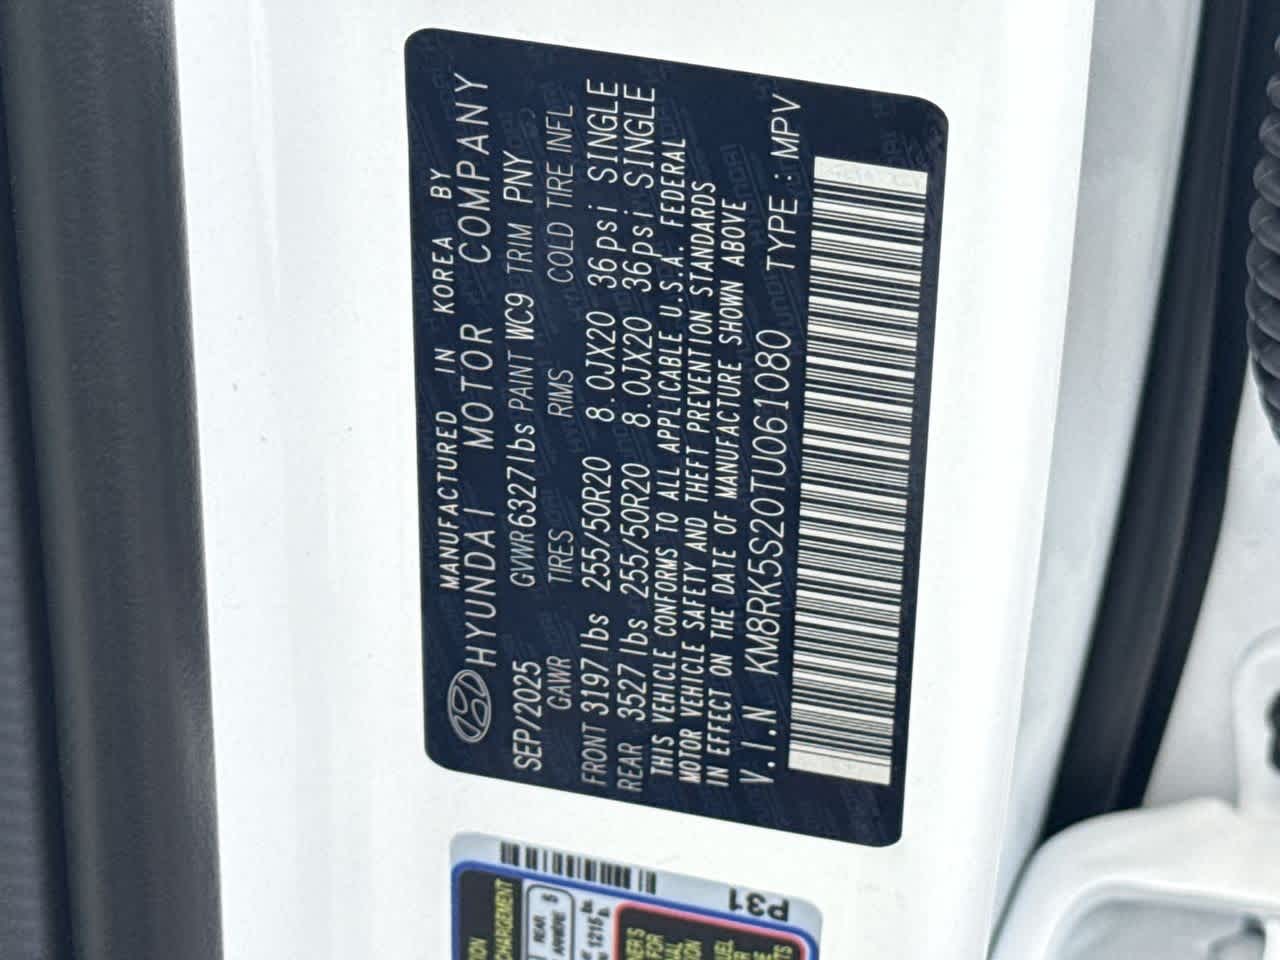 MANUFACTURED IN KOREA BY
HYUNDAI MOTOR COMPANY
SEP/2025 GVWR 6327lbs PAINT WC9 TRIM PNY
GAWR TIRES RIMS COLD TIRE INFL
FRONT 3197lbs 255/50R20 8.0JX20 36psi SINGLE
REAR 3527lbs 255/50R20 8.0JX20 36psi SINGLE
THIS VEHICLE CONFORMS TO ALL APPLICABLE U.S.A. FEDERAL
MOTOR VEHICLE SAFETY AND THEFT PREVENTION STANDARDS
IN EFFECT ON THE DATE OF MANUFACTURE SHOWN ABOVE
V.I.N KM8RK5S20TU061080 TYPE : MPV
P31
REAR
ARRIÈRE 5